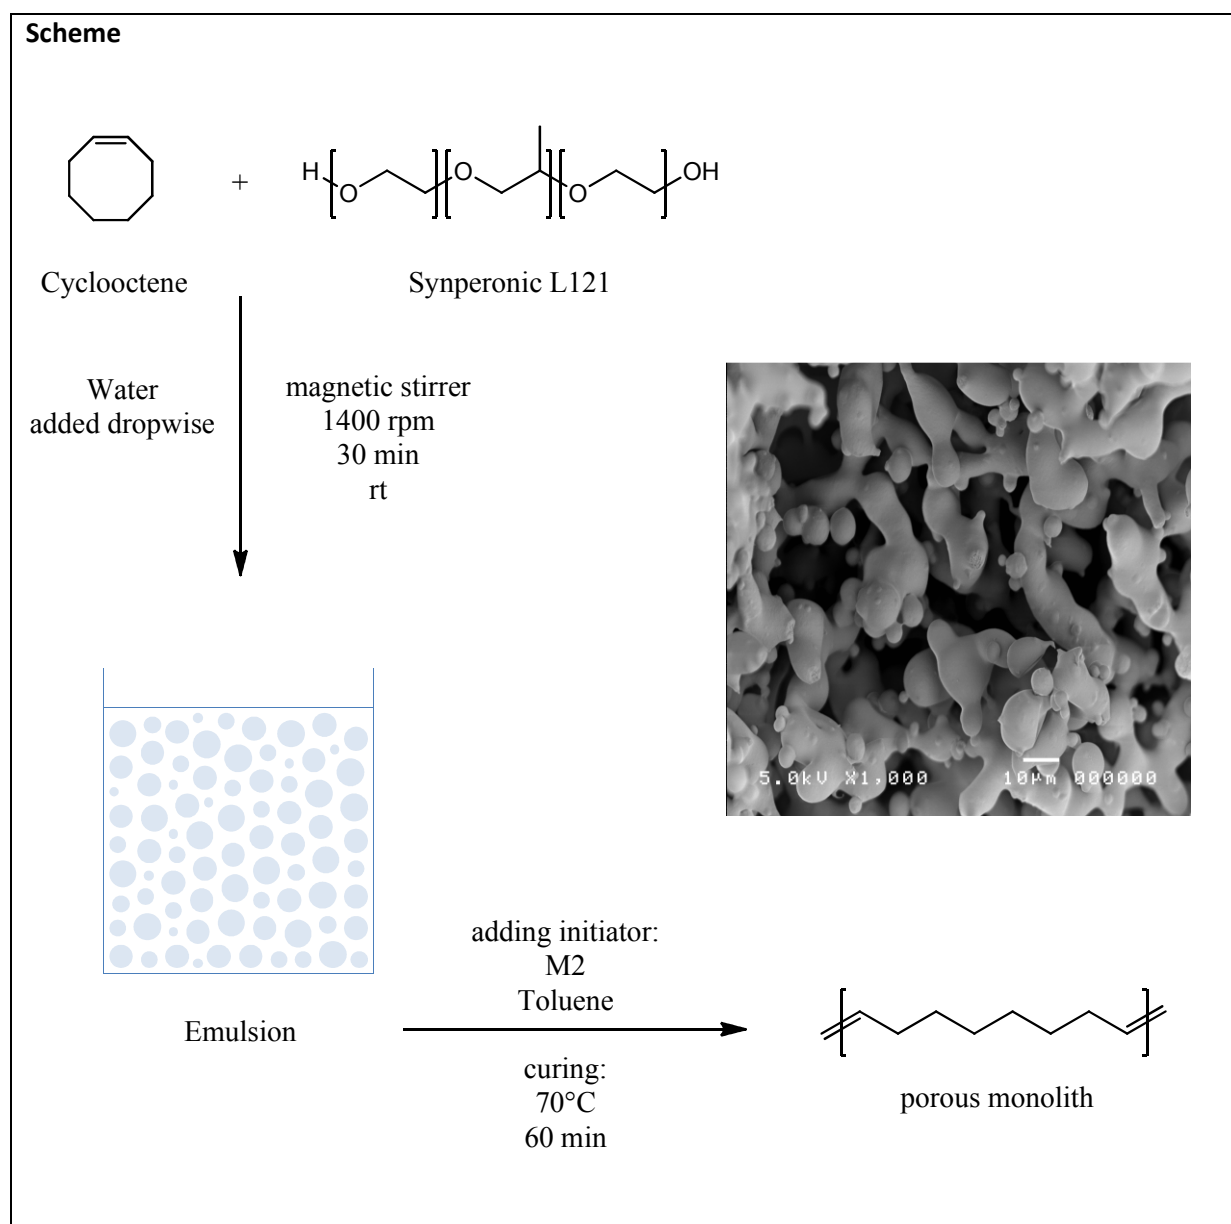 Scheme
H
O
O
O
OH
+
Cyclooctene
Synperonic L121
Water
added dropwise
magnetic stirrer
1400 rpm
30 min
rt
5.0kV X1,000 10µm 000000
Emulsion
adding initiator:
M2
Toluene
curing:
70°C
60 min
porous monolith